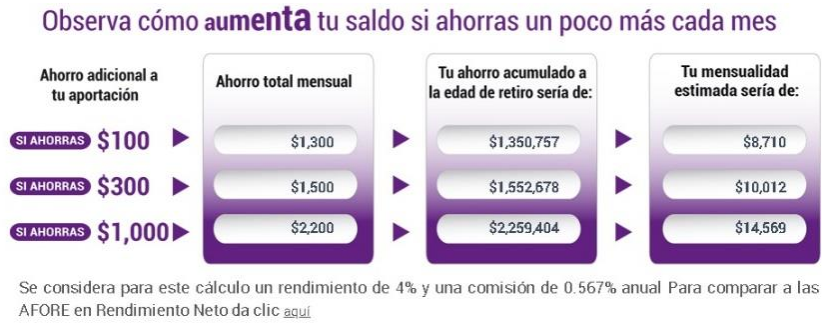 Observa cómo aumenta tu saldo si ahorras un poco más cada mes
Ahorro adicional a
tu aportación
Ahorro total mensual
Tu ahorro acumulado a
la edad de retiro sería de:
Tu mensualidad
estimada sería de:
SI AHORRAS $100 $1,300 $1,350,757 $8,710
SI AHORRAS $300 $1,500 $1,552,678 $10,012
SI AHORRAS $1,000 $2,200 $2,259,404 $14,569
Se considera para este cálculo un rendimiento de 4% y una comisión de 0.567% anual Para comparar a las
AFORE en Rendimiento Neto da clic aquí